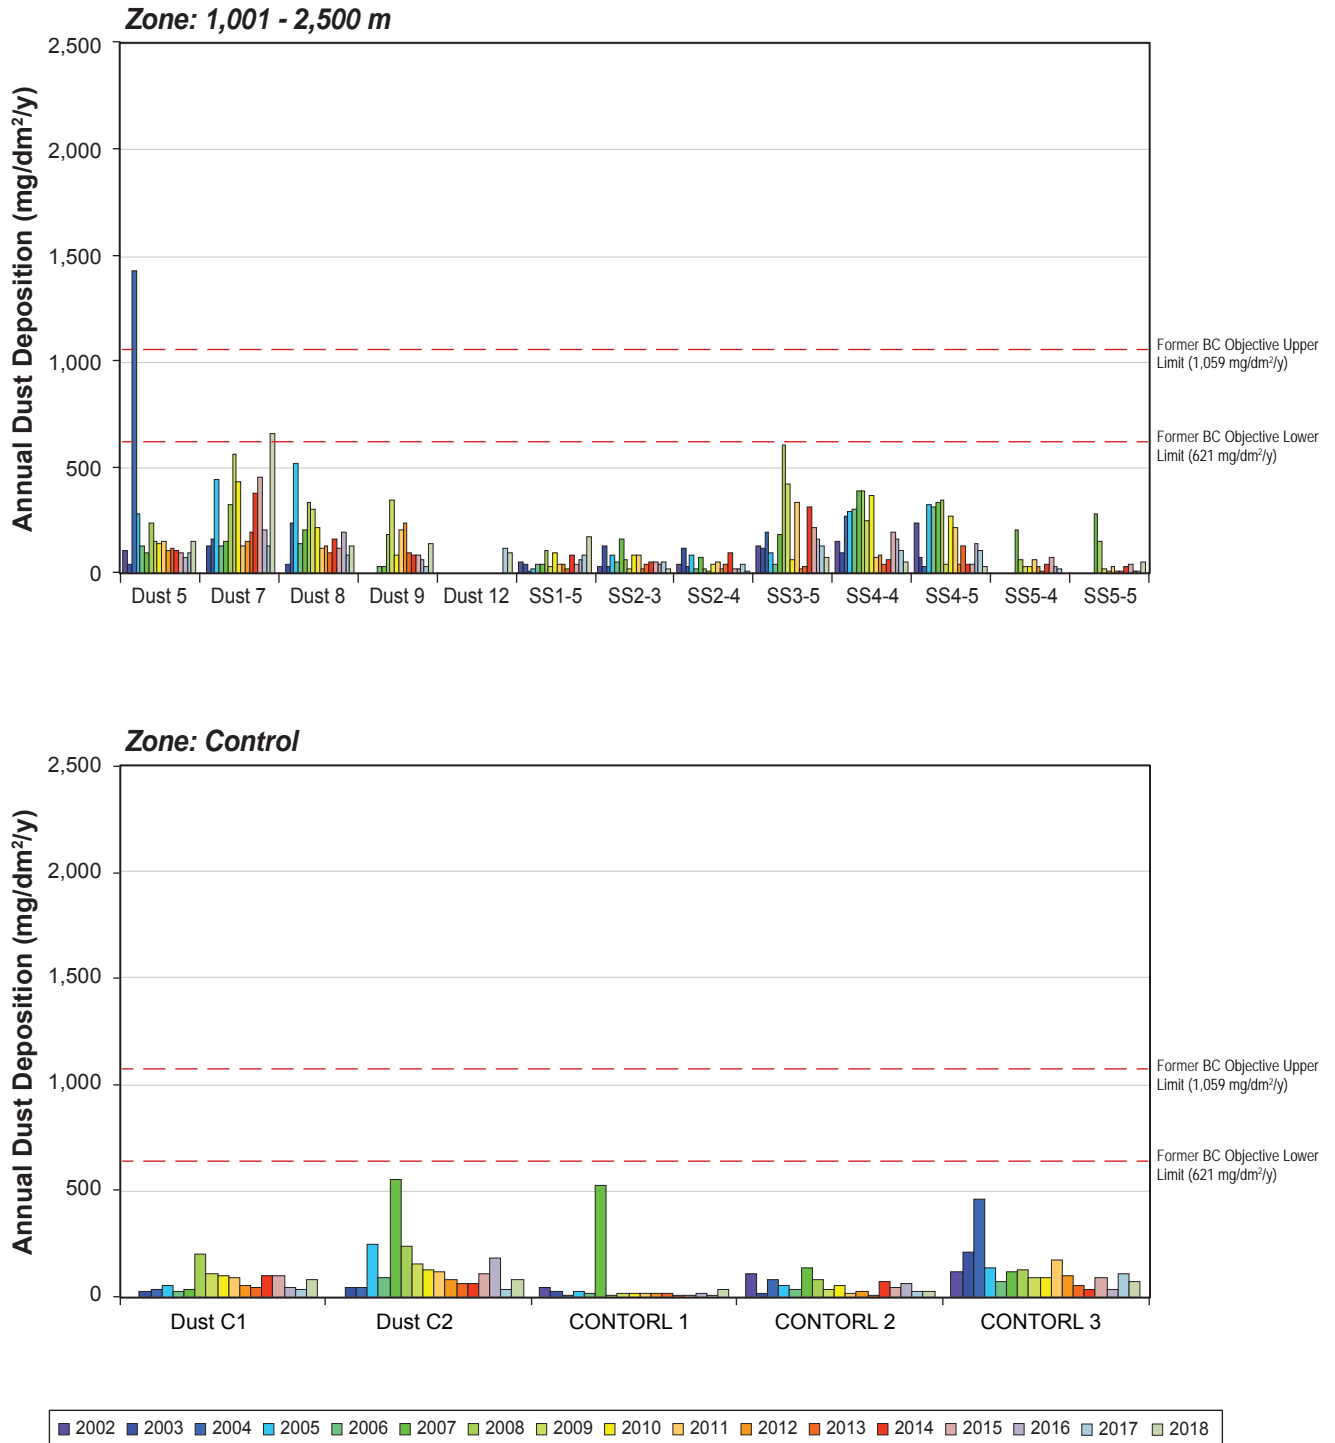 Zone: 1,001 - 2,500 m
Annual Dust Deposition (mg/dm²/y)
2,500
2,000
1,500
1,000
500
0
Former BC Objective Upper
Limit (1,059 mg/dm²/y)
Former BC Objective Lower
Limit (621 mg/dm²/y)
Dust 5 Dust 7 Dust 8 Dust 9 Dust 12 SS1-5 SS2-3 SS2-4 SS3-5 SS4-4 SS4-5 SS5-4 SS5-5
Zone: Control
Annual Dust Deposition (mg/dm²/y)
2,500
2,000
1,500
1,000
500
0
Former BC Objective Upper
Limit (1,059 mg/dm²/y)
Former BC Objective Lower
Limit (621 mg/dm²/y)
Dust C1 Dust C2 CONTORL 1 CONTORL 2 CONTORL 3
2002 2003 2004 2005 2006 2007 2008 2009 2010 2011 2012 2013 2014 2015 2016 2017 2018